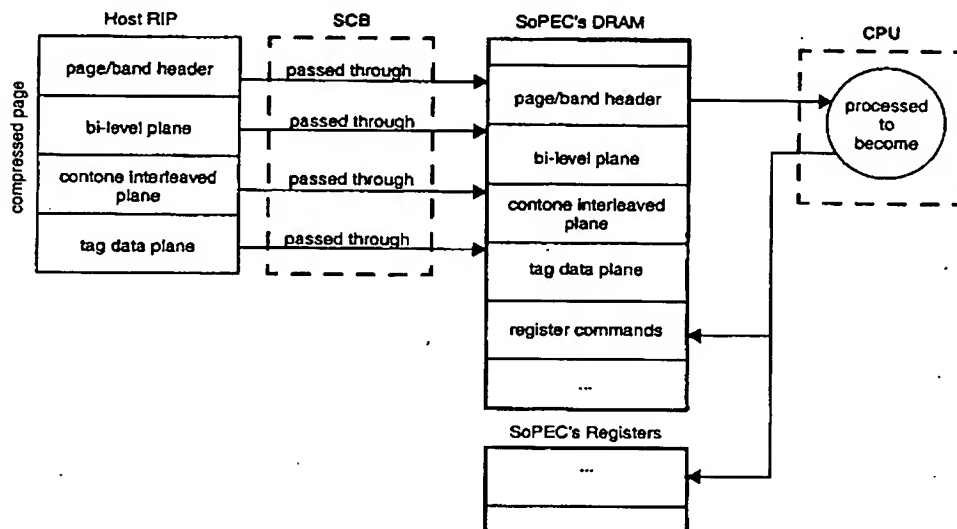 Host RIP
SCB
SoPEC's DRAM
CPU
compressed page
page/band header
passed through
page/band header
processed
to
become
bi-level plane
passed through
bi-level plane
contone interleaved
plane
passed through
contone interleaved
plane
tag data plane
passed through
tag data plane
register commands
...
SoPEC's Registers
...